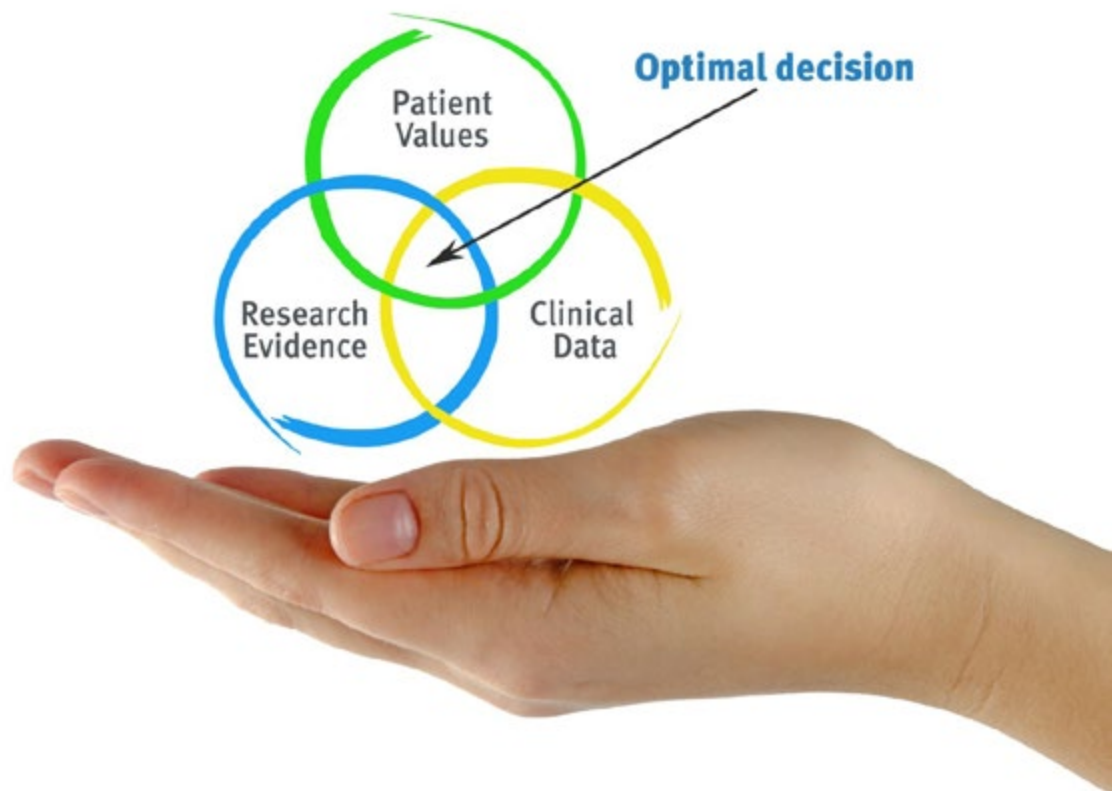 Optimal decision
Patient
Values
Research
Evidence
Clinical
Data